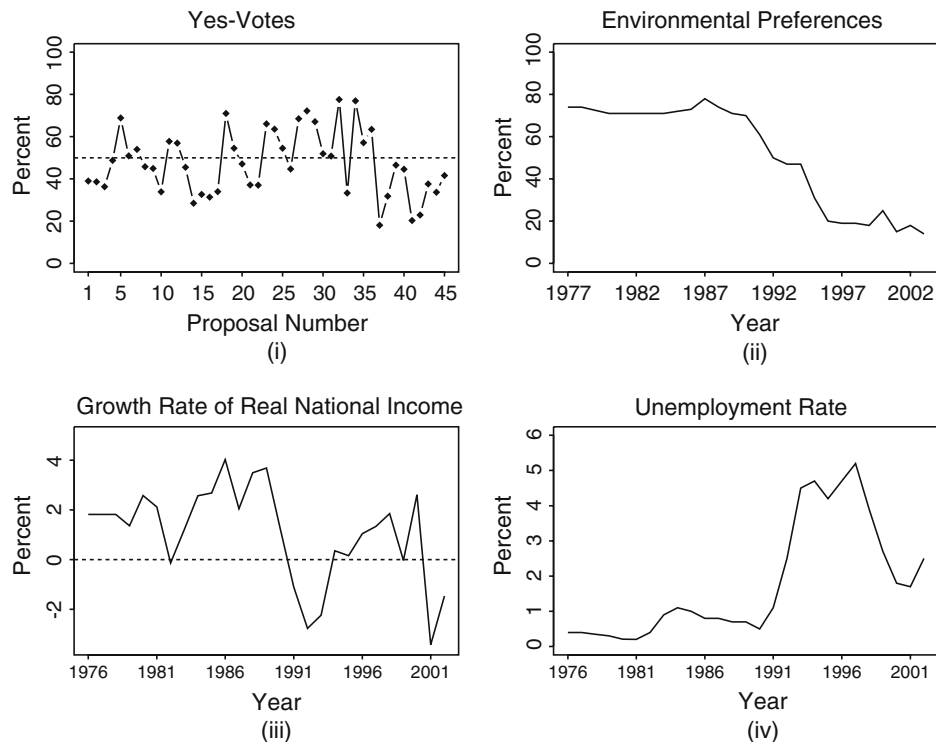 Yes-Votes
Percent
0 20 40 60 80 100
1 5 10 15 20 25 30 35 40 45
Proposal Number
(i)
Environmental Preferences
Percent
0 20 40 60 80 100
1977 1982 1987 1992 1997 2002
Year
(ii)
Growth Rate of Real National Income
Percent
-2 0 2 4
1976 1981 1986 1991 1996 2001
Year
(iii)
Unemployment Rate
Percent
0 1 2 3 4 5 6
1976 1981 1986 1991 1996 2001
Year
(iv)